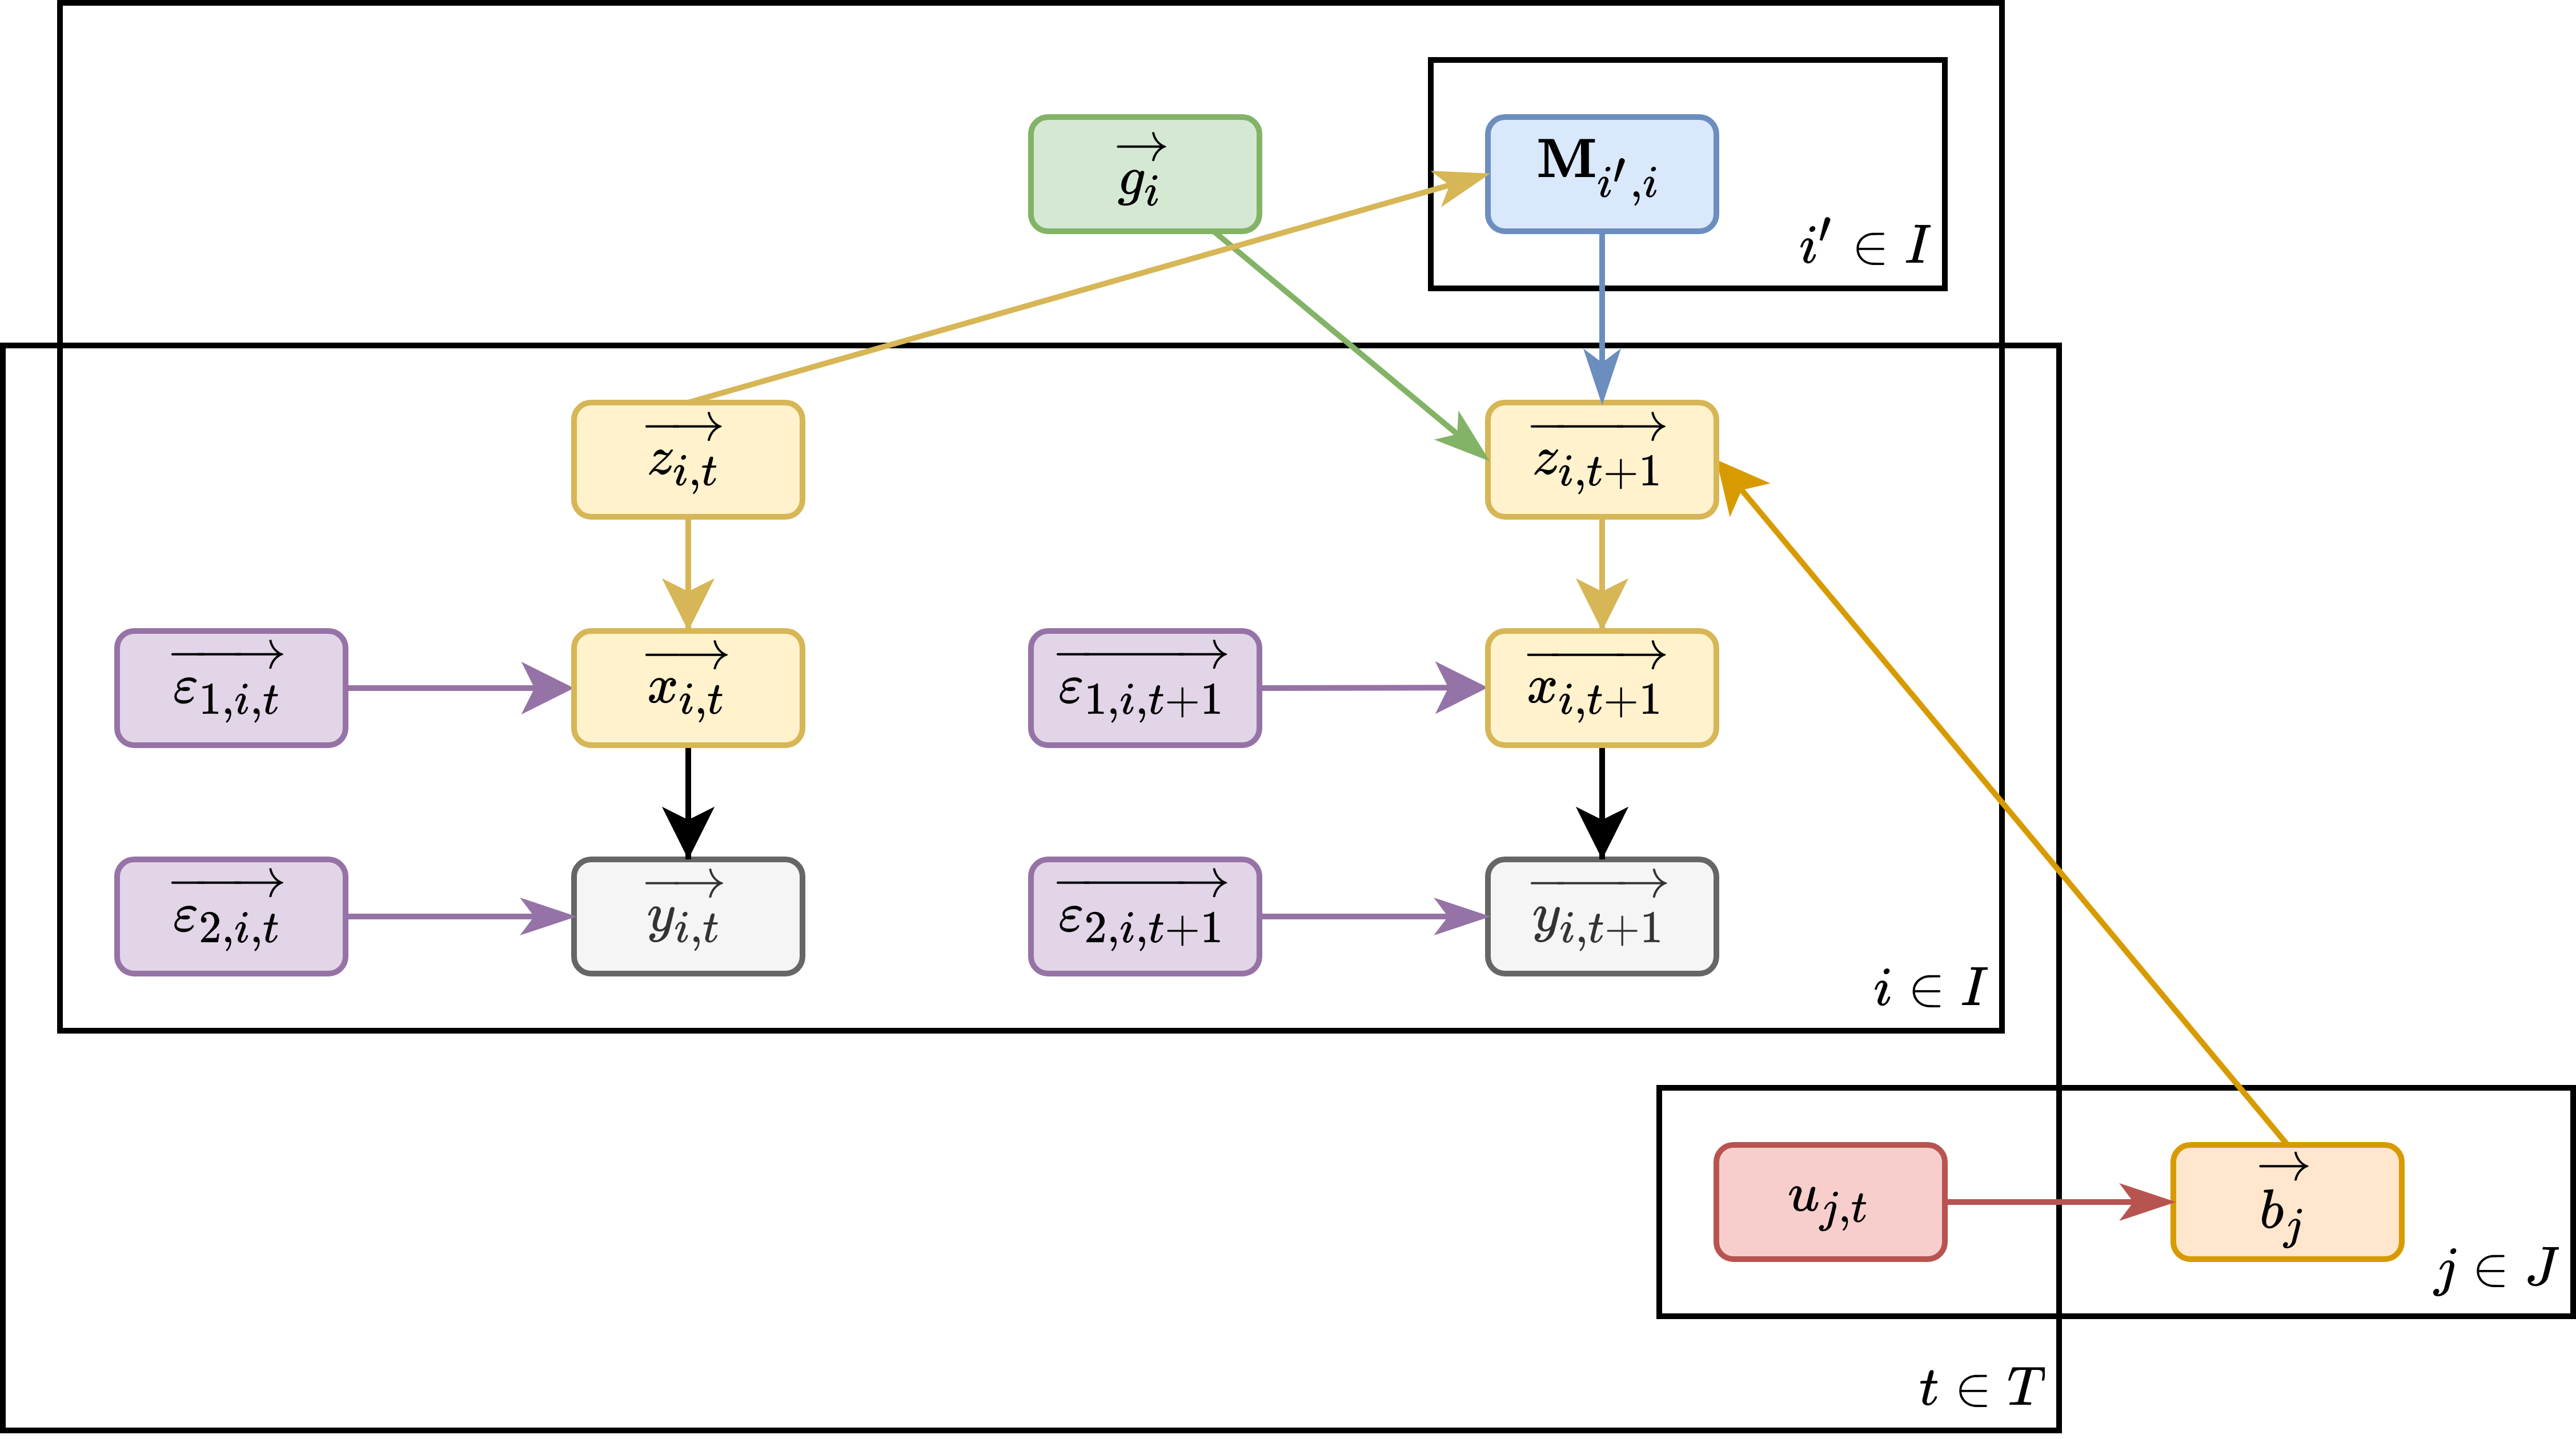 $\overrightarrow{g_i}$
$\mathbf{M}_{i',i}$
$i' \in I$
$\overrightarrow{z_{i,t}}$
$\overrightarrow{z_{i,t+1}}$
$\overrightarrow{\varepsilon_{1,i,t}}$
$\overrightarrow{x_{i,t}}$
$\overrightarrow{\varepsilon_{1,i,t+1}}$
$\overrightarrow{x_{i,t+1}}$
$\overrightarrow{\varepsilon_{2,i,t}}$
$\overrightarrow{y_{i,t}}$
$\overrightarrow{\varepsilon_{2,i,t+1}}$
$\overrightarrow{y_{i,t+1}}$
$i \in I$
$u_{j,t}$
$\overrightarrow{b_j}$
$j \in J$
$t \in T$